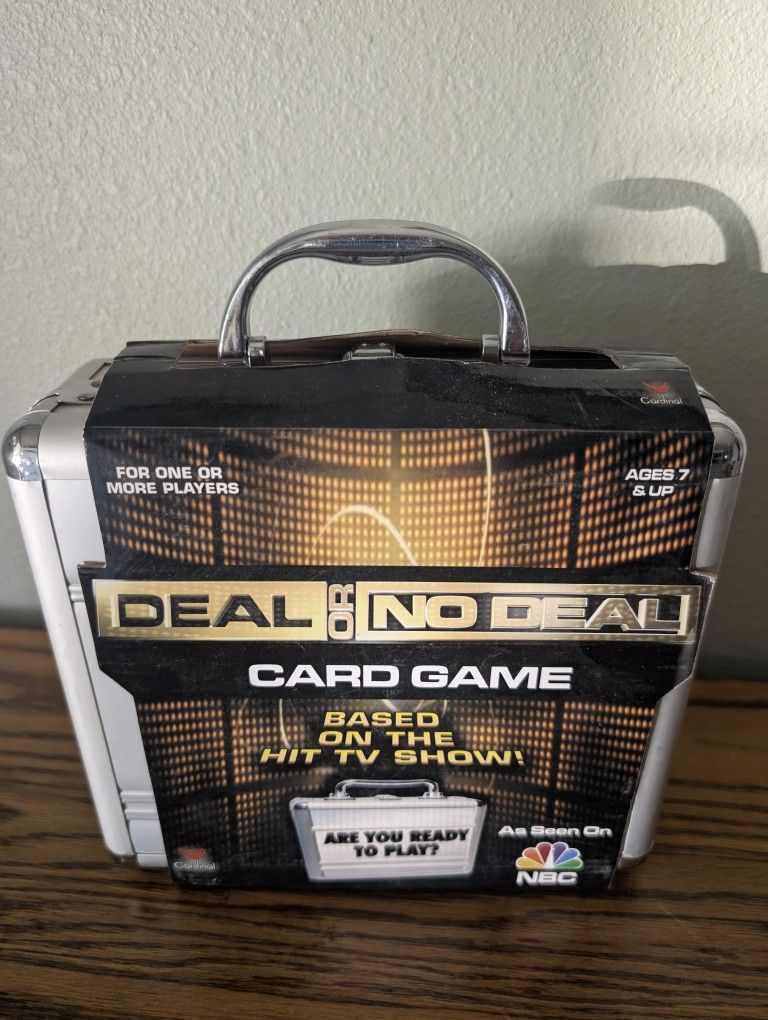 Cardinal
FOR ONE OR
MORE PLAYERS
AGES 7
& UP
DEAL OR NO DEAL
CARD GAME
BASED
ON THE
HIT TV SHOW!
ARE YOU READY
TO PLAY?
As Seen On
NBC
Cardinal